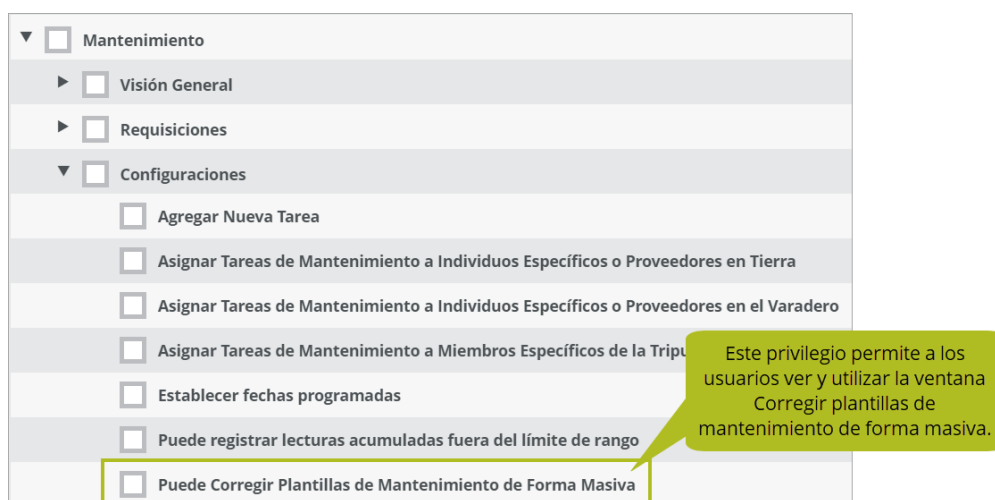 Mantenimiento
Visión General
Requisiciones
Configuraciones
Agregar Nueva Tarea
Asignar Tareas de Mantenimiento a Individuos Específicos o Proveedores en Tierra
Asignar Tareas de Mantenimiento a Individuos Específicos o Proveedores en el Varadero
Asignar Tareas de Mantenimiento a Miembros Específicos de la
Establecer fechas programadas
Puede registrar lecturas acumuladas fuera del límite de rango
Puede Corregir Plantillas de Mantenimiento de Forma Masiva
Este privilegio permite a los
usuarios ver y utilizar la ventana
Corregir plantillas de
mantenimiento de forma masiva.